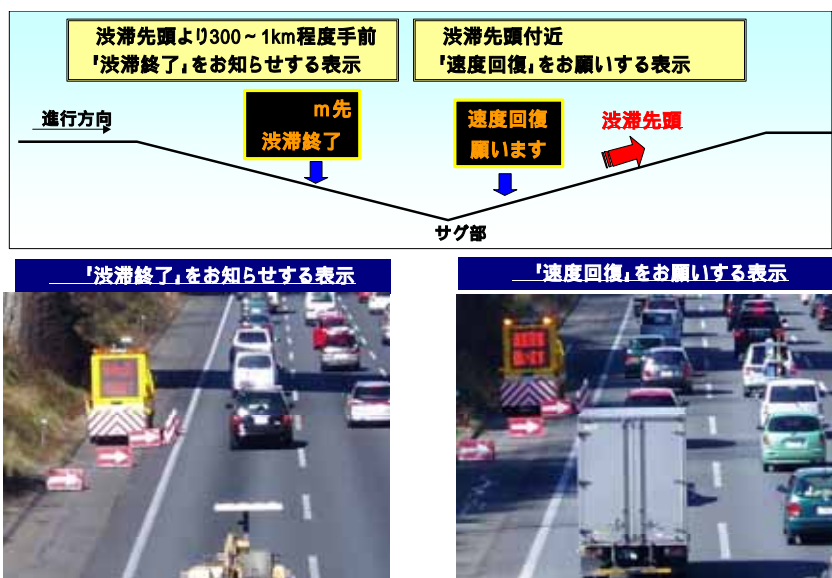 渋滞先頭より300～1km程度手前
「渋滞終了」をお知らせする表示
渋滞先頭付近
「速度回復」をお願いする表示
進行方向
m先
渋滞終了
速度回復
願います
渋滞先頭
サグ部
「渋滞終了」をお知らせする表示
「速度回復」をお願いする表示